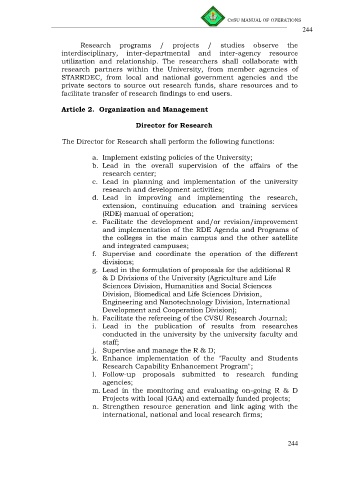 CvSU MANUAL OF OPERATIONS
244
Research programs / projects / studies observe the
interdisciplinary, inter-departmental and inter-agency resource
utilization and relationship. The researchers shall collaborate with
research partners within the University, from member agencies of
STARRDEC, from local and national government agencies and the
private sectors to source out research funds, share resources and to
facilitate transfer of research findings to end users.
Article 2. Organization and Management
Director for Research
The Director for Research shall perform the following functions:
a. Implement existing policies of the University;
b. Lead in the overall supervision of the affairs of the
research center;
c. Lead in planning and implementation of the university
research and development activities;
d. Lead in improving and implementing the research,
extension, continuing education and training services
(RDE) manual of operation;
e. Facilitate the development and/or revision/improvement
and implementation of the RDE Agenda and Programs of
the colleges in the main campus and the other satellite
and integrated campuses;
f. Supervise and coordinate the operation of the different
divisions;
g. Lead in the formulation of proposals for the additional R
& D Divisions of the University (Agriculture and Life
Sciences Division, Humanities and Social Sciences
Division, Biomedical and Life Sciences Division,
Engineering and Nanotechnology Division, International
Development and Cooperation Division);
h. Facilitate the refereeing of the CVSU Research Journal;
i. Lead in the publication of results from researches
conducted in the university by the university faculty and
staff;
j. Supervise and manage the R & D;
k. Enhance implementation of the "Faculty and Students
Research Capability Enhancement Program";
l. Follow-up proposals submitted to research funding
agencies;
m. Lead in the monitoring and evaluating on-going R & D
Projects with local (GAA) and externally funded projects;
n. Strengthen resource generation and link aging with the
international, national and local research firms;
244